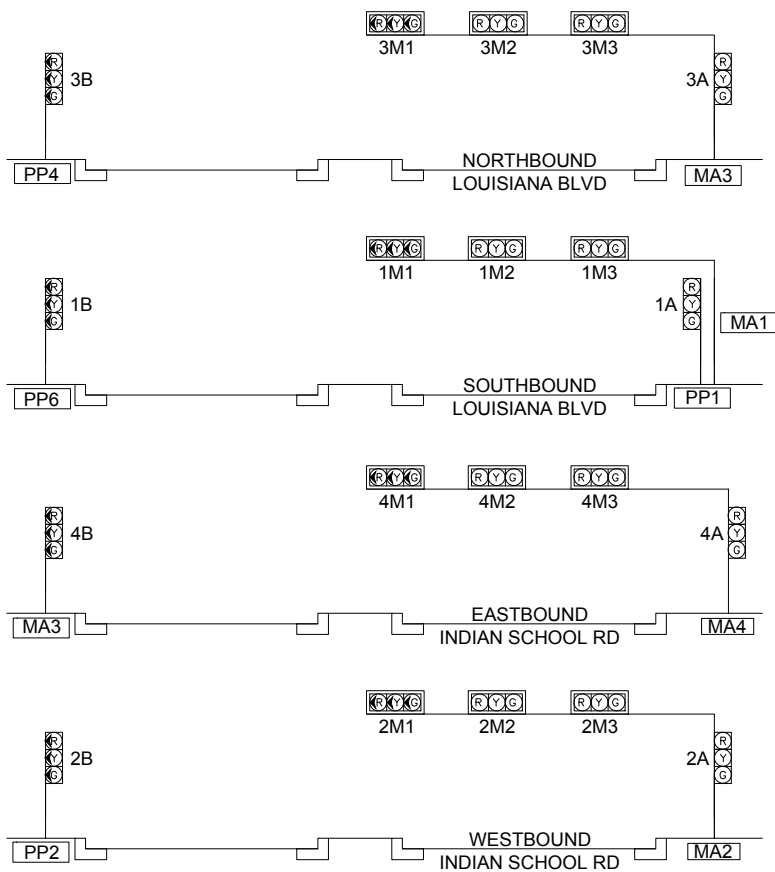 R Y G R Y G R Y G
3M1 3M2 3M3
R
Y
G
3B
3A
R
Y
G
NORTHBOUND
LOUISIANA BLVD
PP4
MA3
R Y G R Y G R Y G
1M1 1M2 1M3
R
Y
G
1B
1A
R
Y
G
MA1
SOUTHBOUND
LOUISIANA BLVD
PP6
PP1
R Y G R Y G R Y G
4M1 4M2 4M3
R
Y
G
4B
4A
R
Y
G
EASTBOUND
INDIAN SCHOOL RD
MA3
MA4
R Y G R Y G R Y G
2M1 2M2 2M3
R
Y
G
2B
2A
R
Y
G
WESTBOUND
INDIAN SCHOOL RD
PP2
MA2